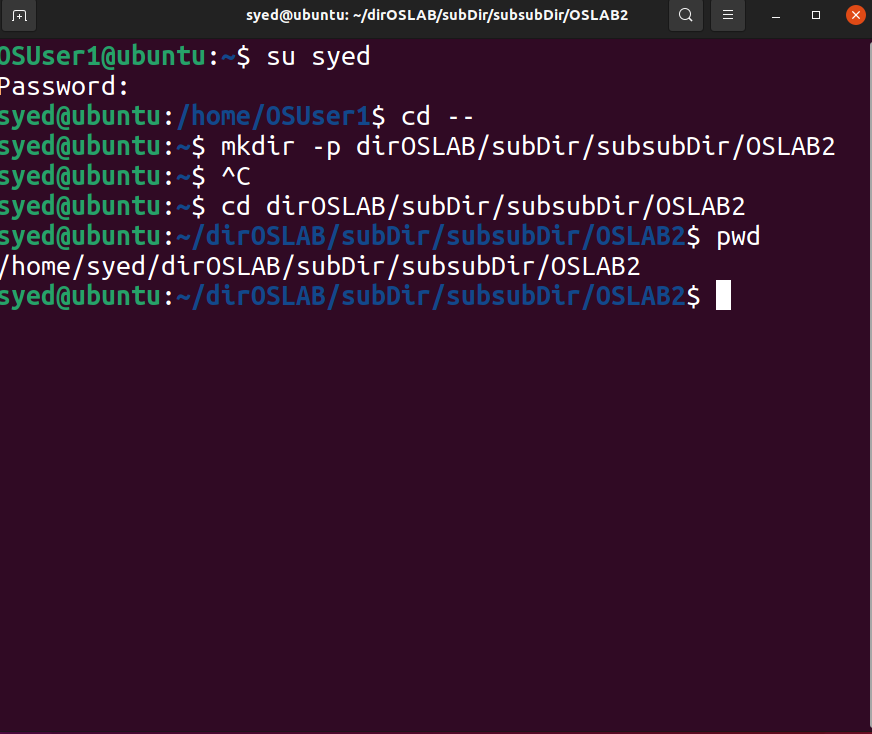 syed@ubuntu: ~/dirOSLAB/subDir/subsubDir/OSLAB2
OSUser1@ubuntu:~$ su syed
Password:
syed@ubuntu:/home/OSUser1$ cd --
syed@ubuntu:~$ mkdir -p dirOSLAB/subDir/subsubDir/OSLAB2
syed@ubuntu:~$ ^C
syed@ubuntu:~$ cd dirOSLAB/subDir/subsubDir/OSLAB2
syed@ubuntu:~/dirOSLAB/subDir/subsubDir/OSLAB2$ pwd
/home/syed/dirOSLAB/subDir/subsubDir/OSLAB2
syed@ubuntu:~/dirOSLAB/subDir/subsubDir/OSLAB2$